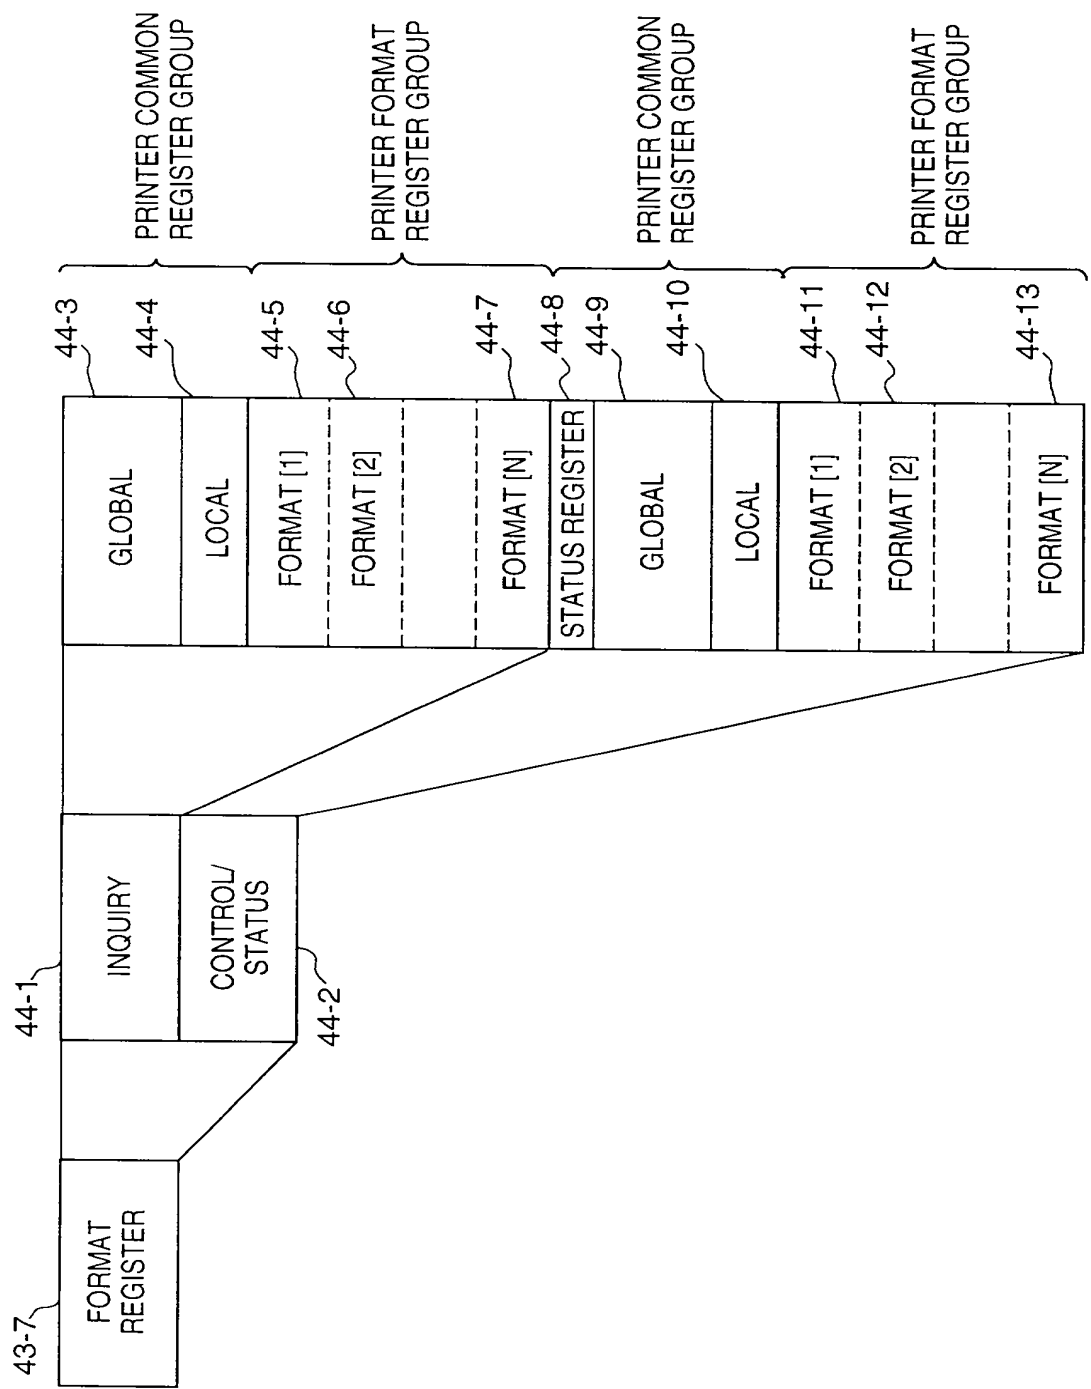 43-7
FORMAT
REGISTER
44-1
INQUIRY
CONTROL/
STATUS
44-2
GLOBAL
44-3
LOCAL
44-4
PRINTER COMMON
REGISTER GROUP
FORMAT [1]
44-5
FORMAT [2]
44-6
FORMAT [N]
44-7
PRINTER FORMAT
REGISTER GROUP
STATUS REGISTER
44-8
GLOBAL
44-9
LOCAL
44-10
PRINTER COMMON
REGISTER GROUP
FORMAT [1]
44-11
FORMAT [2]
44-12
FORMAT [N]
44-13
PRINTER FORMAT
REGISTER GROUP